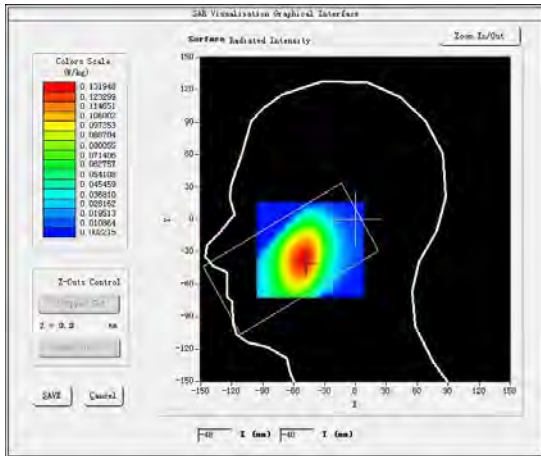 SAR Visualisation Graphical Interface
Surface Radiated Intensity
Zoom In/Out
Colors Scale
(W/kg)
0.131948
0.123299
0.114651
0.106002
0.097353
0.088704
0.080055
0.071406
0.062757
0.054108
0.045459
0.036810
0.028162
0.019513
0.010864
0.002215
150
120
90
60
30
0
-30
-60
-90
-120
-150
Y
-150 -120 -90 -60 -30 0 30 60 90 120 150
X
Z-Cuts Control
Z = 0.0 mm
SAVE Cancel
-48 X (mm) -40 Y (mm)